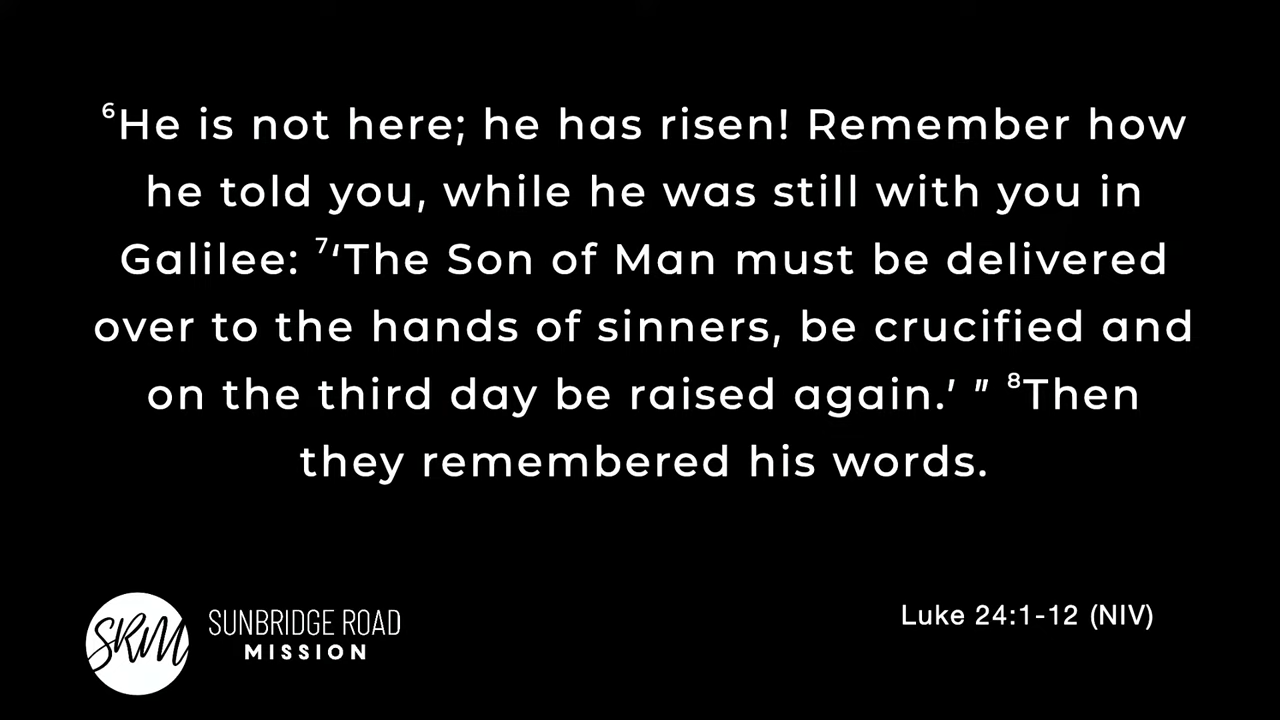 ⁶He is not here; he has risen! Remember how
he told you, while he was still with you in
Galilee: ⁷‘The Son of Man must be delivered
over to the hands of sinners, be crucified and
on the third day be raised again.’ ” ⁸Then
they remembered his words.
SRM
SUNBRIDGE ROAD
MISSION
Luke 24:1-12 (NIV)